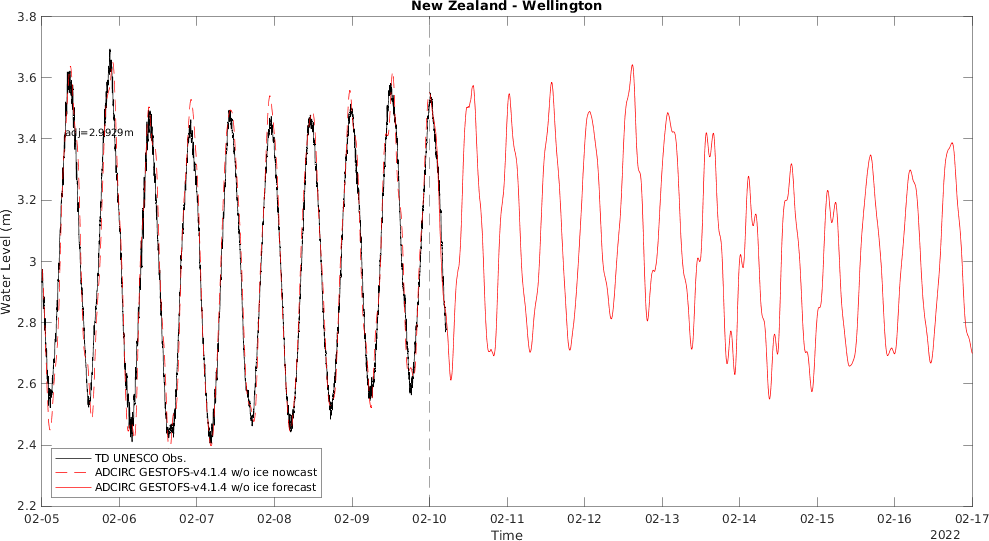 New Zealand - Wellington
3.8
3.6
3.4
3.2
3
2.8
2.6
2.4
2.2
Water Level (m)
adj=2.9929m
TD UNESCO Obs.
ADCIRC GESTOFS-v4.1.4 w/o ice nowcast
ADCIRC GESTOFS-v4.1.4 w/o ice forecast
02-05 02-06 02-07 02-08 02-09 02-10 02-11 02-12 02-13 02-14 02-15 02-16 02-17
Time
2022